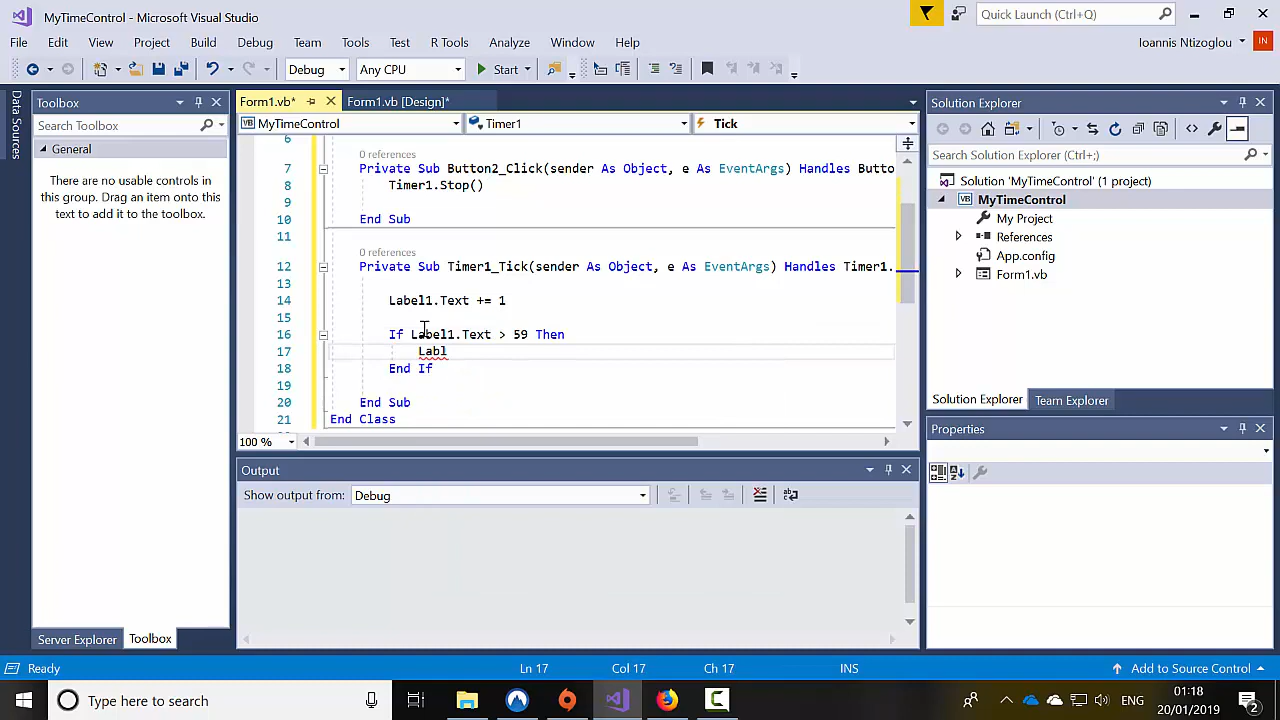 MyTimeControl - Microsoft Visual Studio
Quick Launch (Ctrl+Q)
File Edit View Project Build Debug Team Tools Test R Tools Analyze Window Help
Ioannis Ntizoglou
IN
Debug
Any CPU
Start
Data Sources
Toolbox
Search Toolbox
General
There are no usable controls in
this group. Drag an item onto this
text to add it to the toolbox.
Server Explorer
Toolbox
Form1.vb*
Form1.vb [Design]*
MyTimeControl
Timer1
Tick
6
0 references
7 Private Sub Button2_Click(sender As Object, e As EventArgs) Handles Butto
8 Timer1.Stop()
9
10 End Sub
11
0 references
12 Private Sub Timer1_Tick(sender As Object, e As EventArgs) Handles Timer1.
13
14 Label1.Text += 1
15
16 If Label1.Text > 59 Then
17 Labl
18 End If
19
20 End Sub
21 End Class
100 %
Output
Show output from: Debug
Solution Explorer
Search Solution Explorer (Ctrl+;)
Solution 'MyTimeControl' (1 project)
VB MyTimeControl
My Project
References
App.config
Form1.vb
Solution Explorer
Team Explorer
Properties
Ready
Ln 17
Col 17
Ch 17
INS
Add to Source Control
Type here to search
ENG
01:18
20/01/2019
2